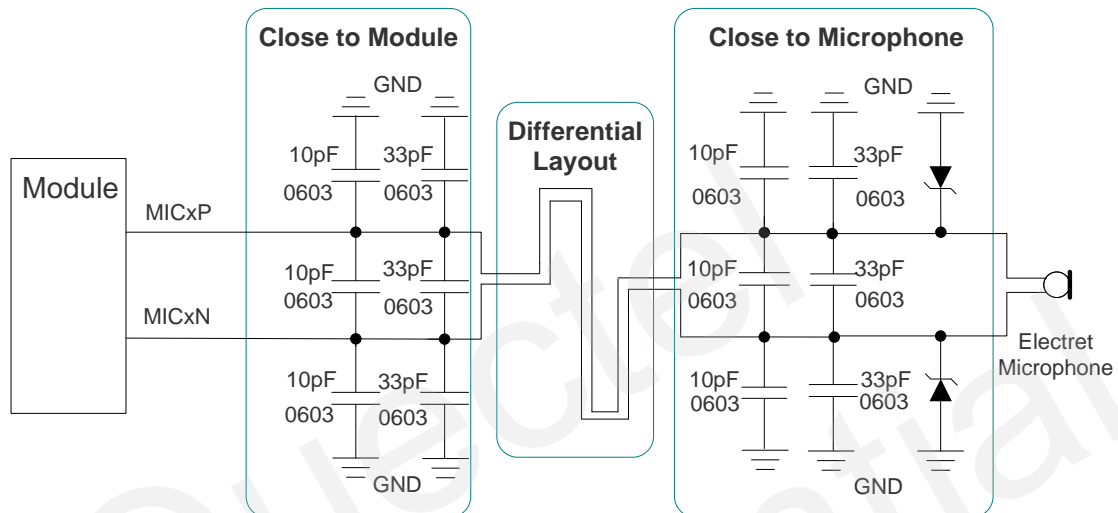 Close to Module
Close to Microphone
GND
GND
Differential
Layout
10pF
33pF
0603
0603
10pF
33pF
0603
0603
Module
MICxP
10pF
33pF
0603
0603
10pF
33pF
0603
0603
MICxN
Electret
Microphone
10pF
33pF
0603
0603
10pF
33pF
0603
0603
GND
GND
Quectel